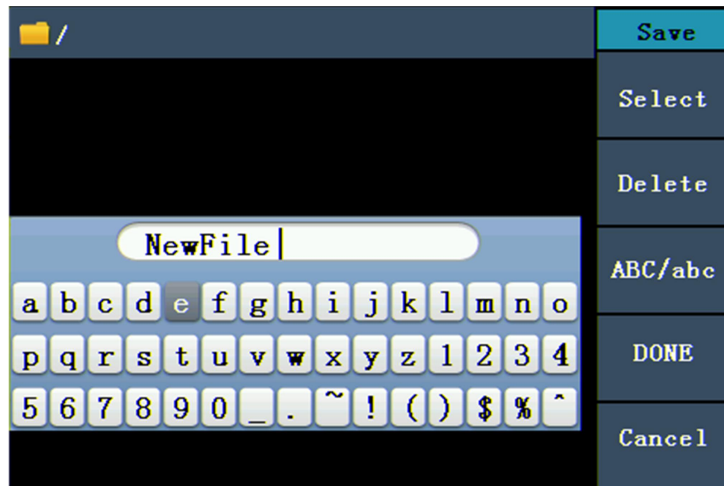 /
Save
Select
Delete
NewFile
ABC/abc
a b c d e f g h i j k l m n o
p q r s t u v w x y z 1 2 3 4
DONE
5 6 7 8 9 0 _ . ~ ! ( ) $ % ^
Cancel